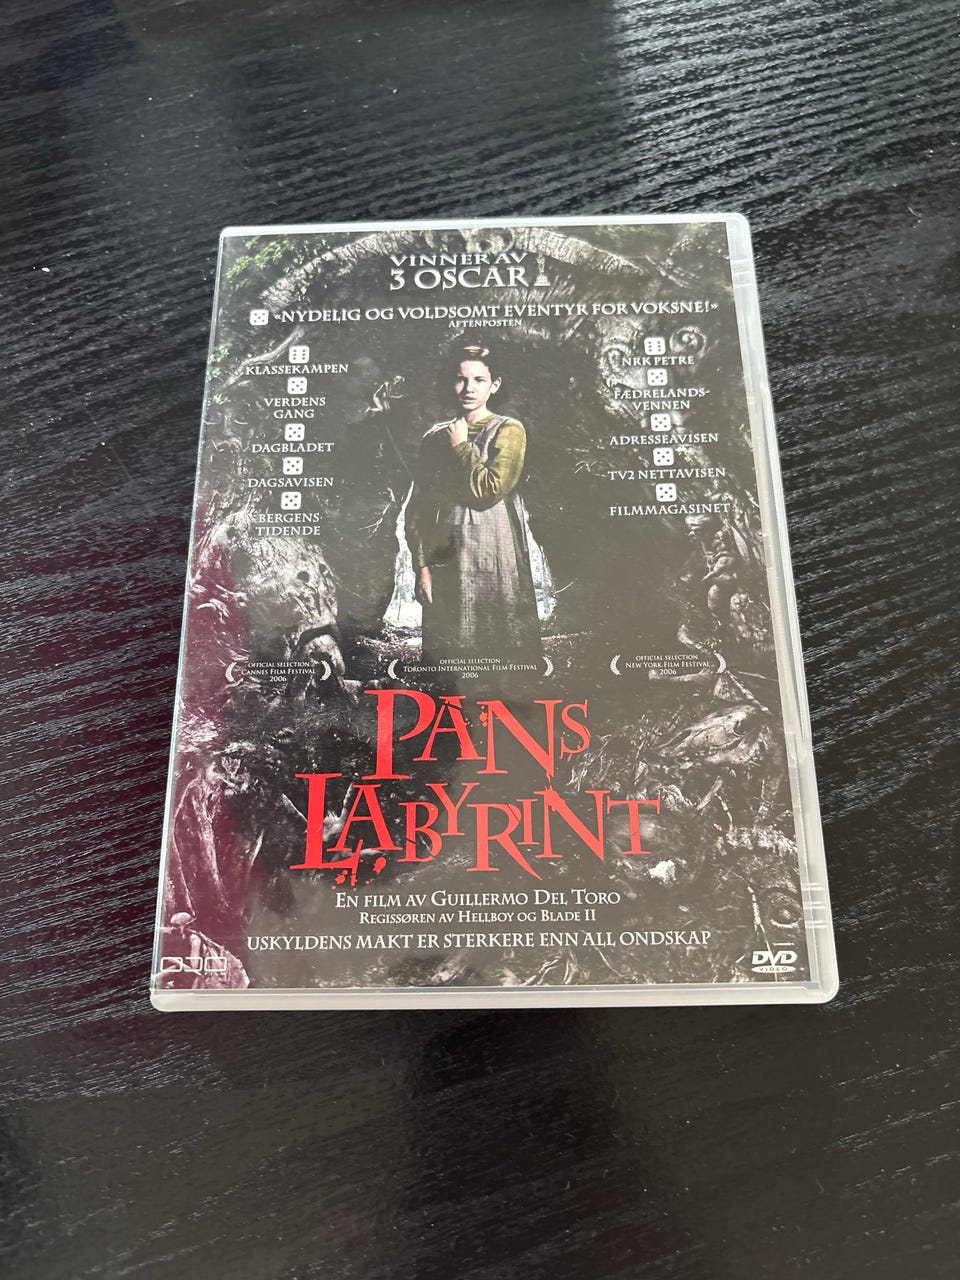 VINNER AV
3 OSCAR
«NYDELIG OG VOLDSOMT EVENTYR FOR VOKSNE!»
AFTENPOSTEN
KLASSEKAMPEN
VERDENS
GANG
DAGBLADET
DAGSAVISEN
BERGENS
TIDENDE
NRK PETRE
FÆDRELANDS-
VENNEN
ADRESSEAVISEN
TV2 NETTAVISEN
FILMMAGASINET
OFFICIAL SELECTION
CANNES FILM FESTIVAL
2006
OFFICIAL SELECTION
TORONTO INTERNATIONAL FILM FESTIVAL
2006
OFFICIAL SELECTION
NEW YORK FILM FESTIVAL
2006
PANS
LABYRINT
EN FILM AV GUILLERMO DEL TORO
REGISSØREN AV HELLBOY OG BLADE II
USKYLDENS MAKT ER STERKERE ENN ALL ONDSKAP
DVD
VIDEO